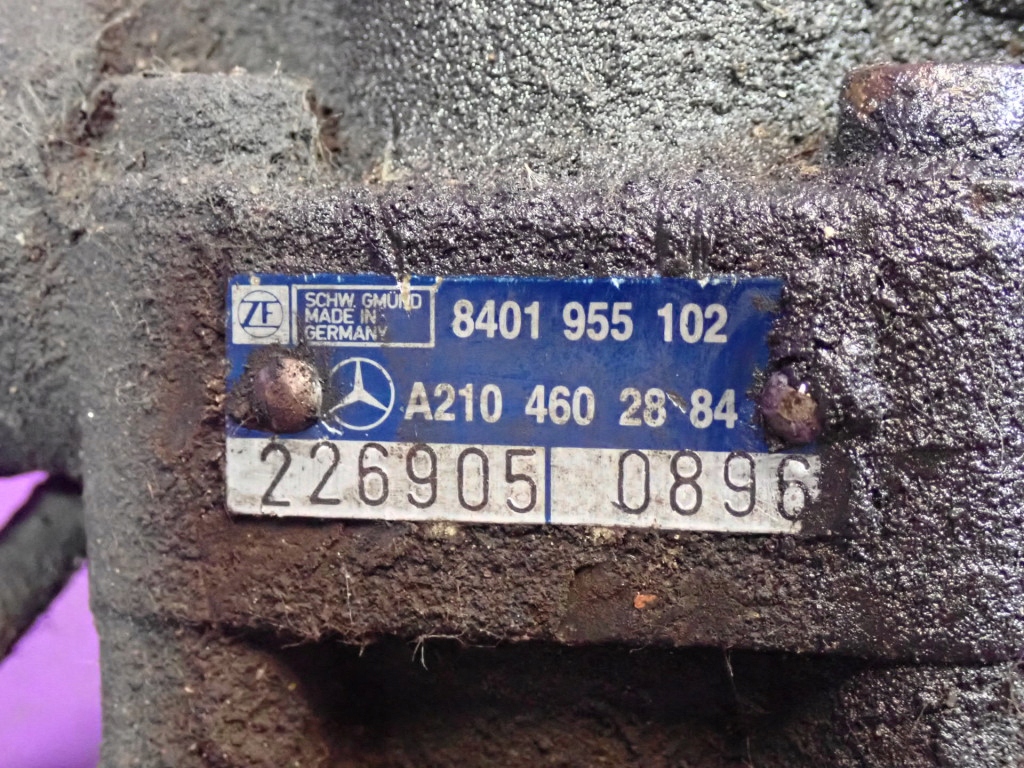 ZF SCHW. GMÜND 8401 955 102
MADE IN
GERMANY
A210 460 28 84
226905 0896